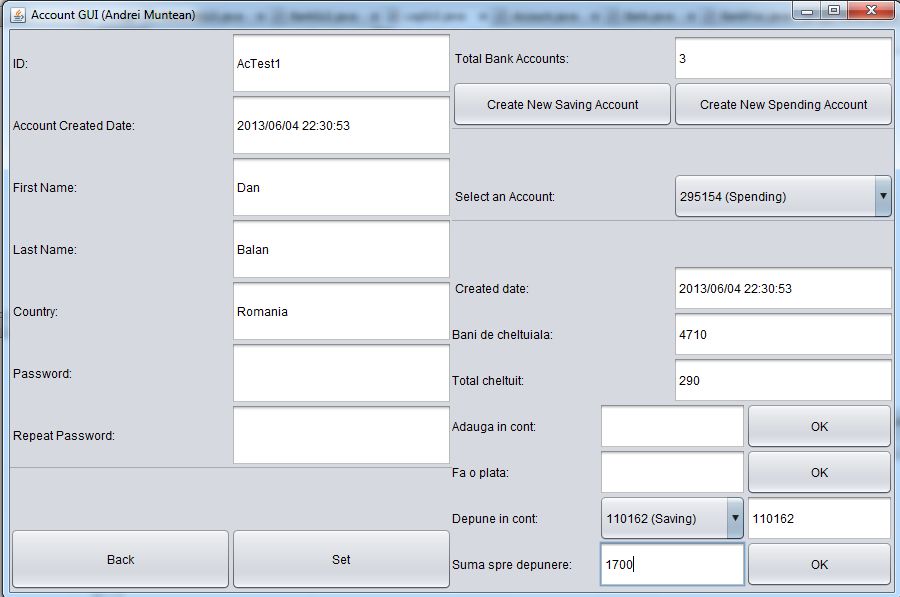 Account GUI (Andrei Muntean)
ID:
AcTest1
Account Created Date:
2013/06/04 22:30:53
First Name:
Dan
Last Name:
Balan
Country:
Romania
Password:
Repeat Password:
Back
Set
Total Bank Accounts:
3
Create New Saving Account
Create New Spending Account
Select an Account:
295154 (Spending)
Created date:
2013/06/04 22:30:53
Bani de cheltuiala:
4710
Total cheltuit:
290
Adauga in cont:
OK
Fa o plata:
OK
Depune in cont:
110162 (Saving)
110162
Suma spre depunere:
1700
OK